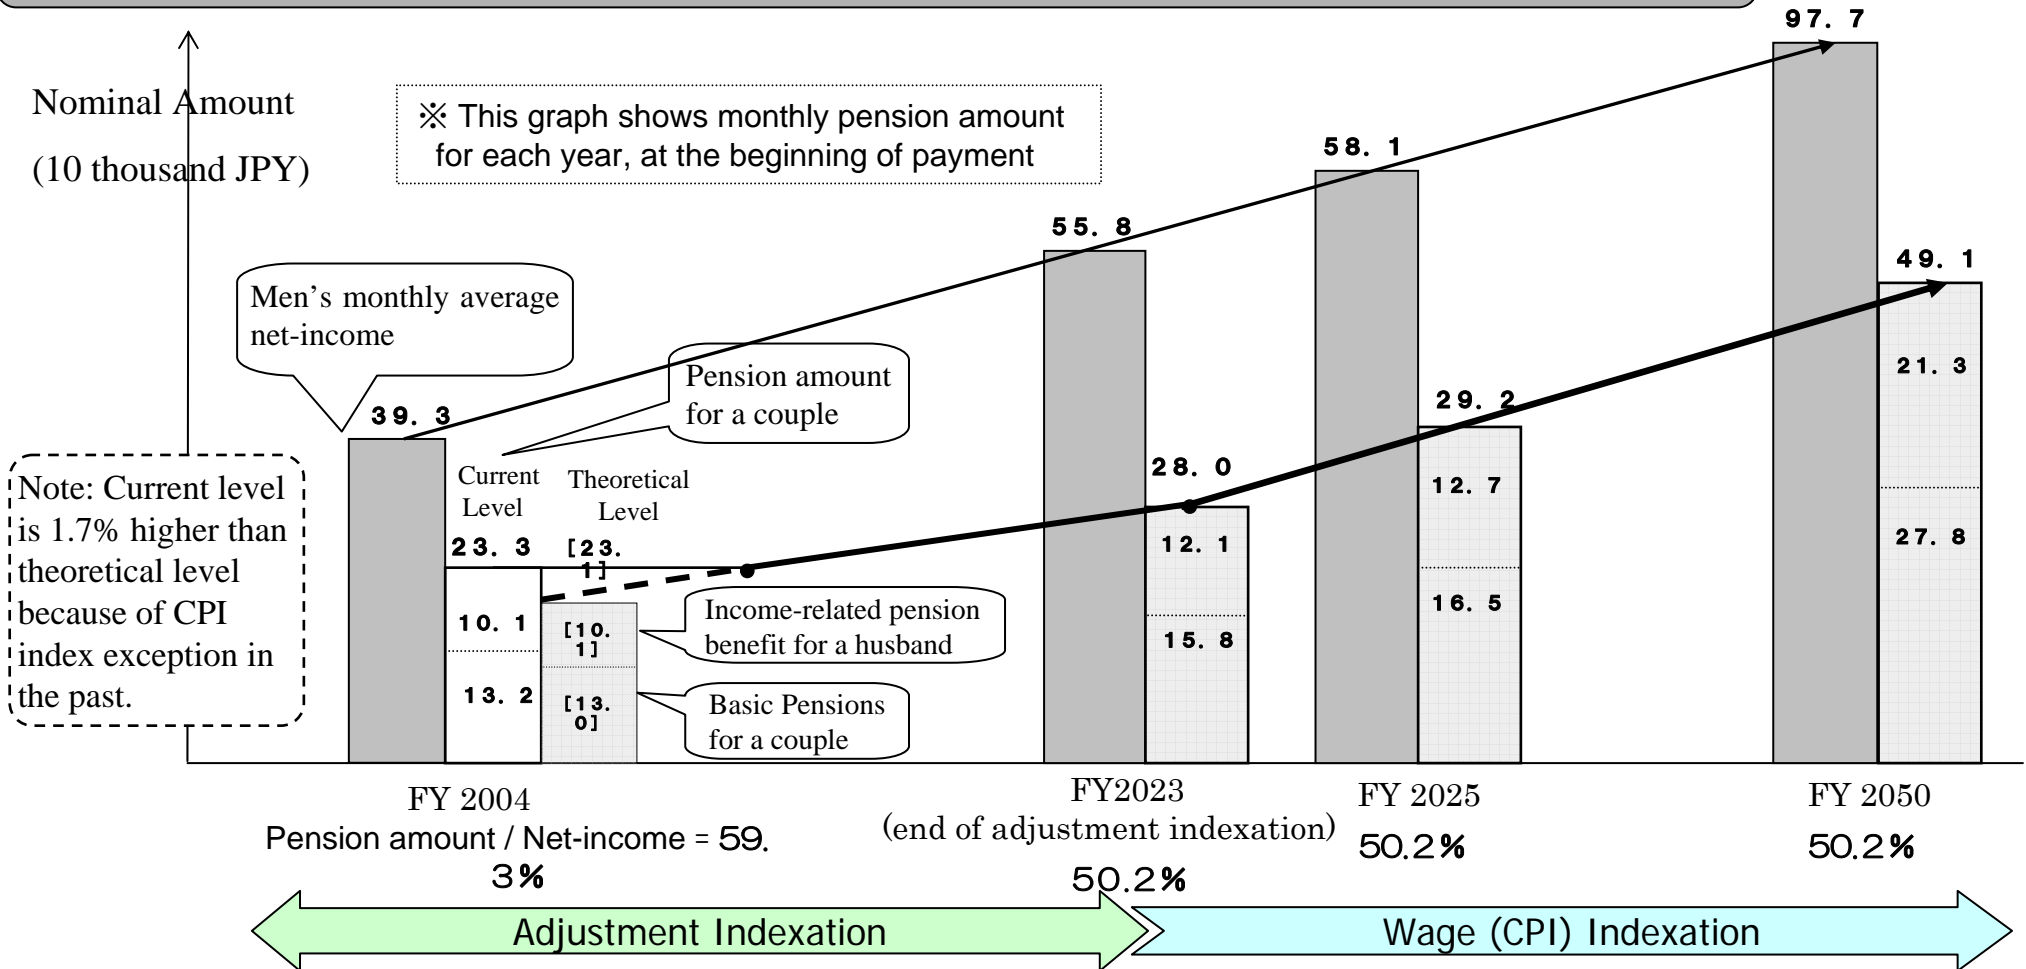 97. 7
Nominal Amount
(10 thousand JPY)
※ This graph shows monthly pension amount
for each year, at the beginning of payment
58. 1
55. 8
49. 1
Men's monthly average
net-income
Pension amount
for a couple
21. 3
39. 3
29. 2
Current
Level
Theoretical
Level
28. 0
12. 7
Note: Current level
is 1.7% higher than
theoretical level
because of CPI
index exception in
the past.
23. 3
[23.
1]
12. 1
27. 8
10. 1
[10.
1]
Income-related pension
benefit for a husband
16. 5
15. 8
13. 2
[13.
0]
Basic Pensions
for a couple
FY 2004
Pension amount / Net-income = 59.
3%
FY2023
(end of adjustment indexation)
50.2%
FY 2025
50.2%
FY 2050
50.2%
Adjustment Indexation
Wage (CPI) Indexation